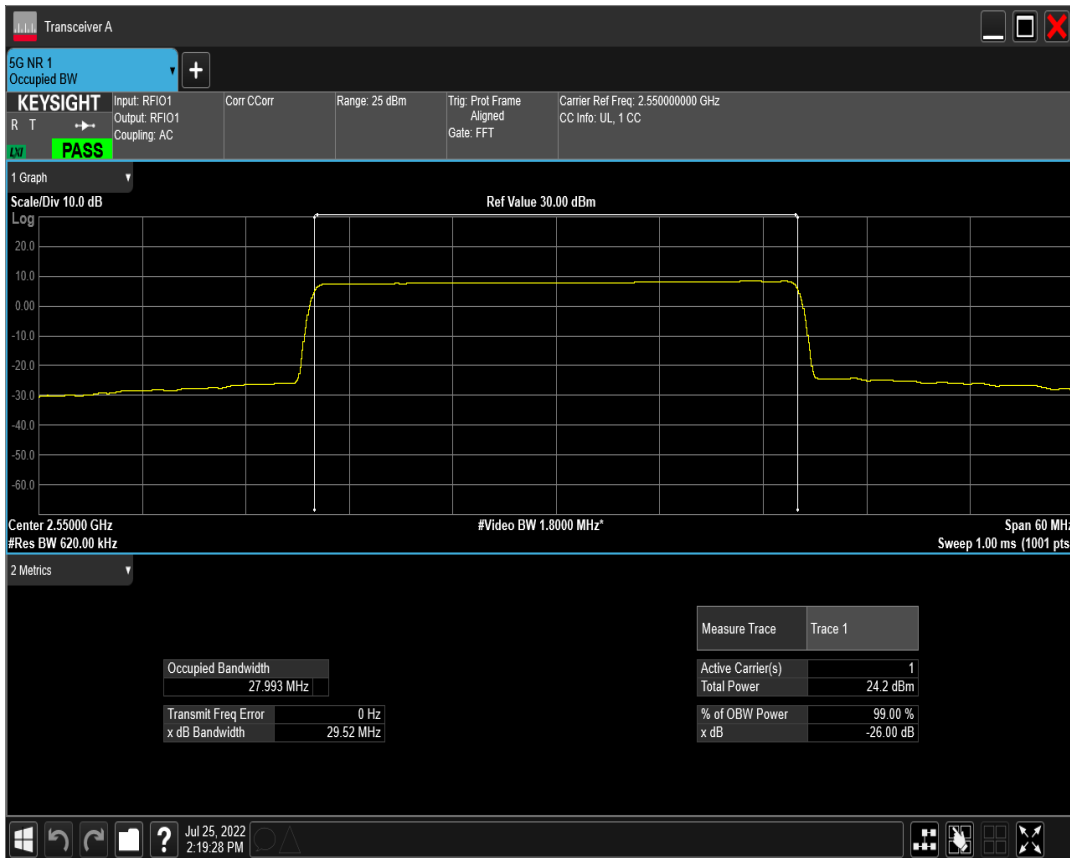 Transceiver A
5G NR 1
Occupied BW
KEYSIGHT
R T
LXI
PASS
Input: RFIO1
Output: RFIO1
Coupling: AC
Corr CCorr
Range: 25 dBm
Trig: Prot Frame
Aligned
Gate: FFT
Carrier Ref Freq: 2.550000000 GHz
CC Info: UL, 1 CC
1 Graph
Scale/Div 10.0 dB
Ref Value 30.00 dBm
Log
20.0
10.0
0.00
-10.0
-20.0
-30.0
-40.0
-50.0
-60.0
Center 2.55000 GHz
#Video BW 1.8000 MHz*
Span 60 MHz
#Res BW 620.00 kHz
Sweep 1.00 ms (1001 pts
2 Metrics
Measure Trace Trace 1
Occupied Bandwidth
27.993 MHz
Active Carrier(s) 1
Total Power 24.2 dBm
Transmit Freq Error 0 Hz
x dB Bandwidth 29.52 MHz
% of OBW Power 99.00 %
x dB -26.00 dB
?
Jul 25, 2022
2:19:28 PM